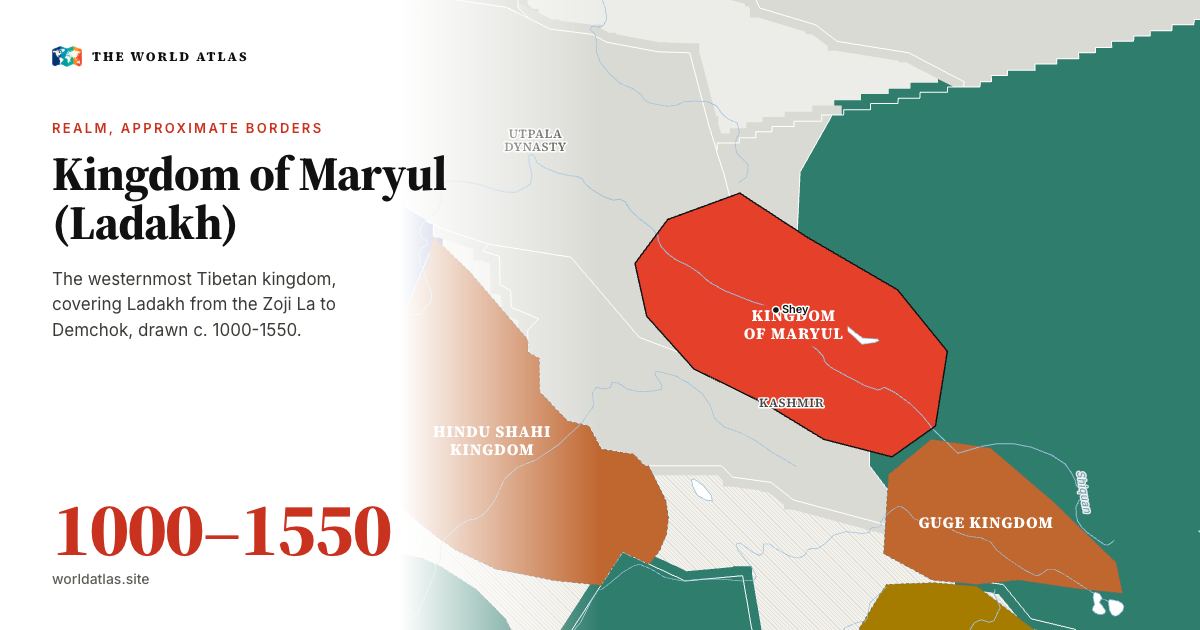 THE WORLD ATLAS
REALM, APPROXIMATE BORDERS
Kingdom of Maryul
(Ladakh)
The westernmost Tibetan kingdom,
covering Ladakh from the Zoji La to
Demchok, drawn c. 1000-1550.
1000–1550
worldatlas.site
UTPALA
DYNASTY
Shey
KINGDOM
OF MARYUL
KASHMIR
HINDU SHAHI
KINGDOM
GUGE KINGDOM
Shiquan